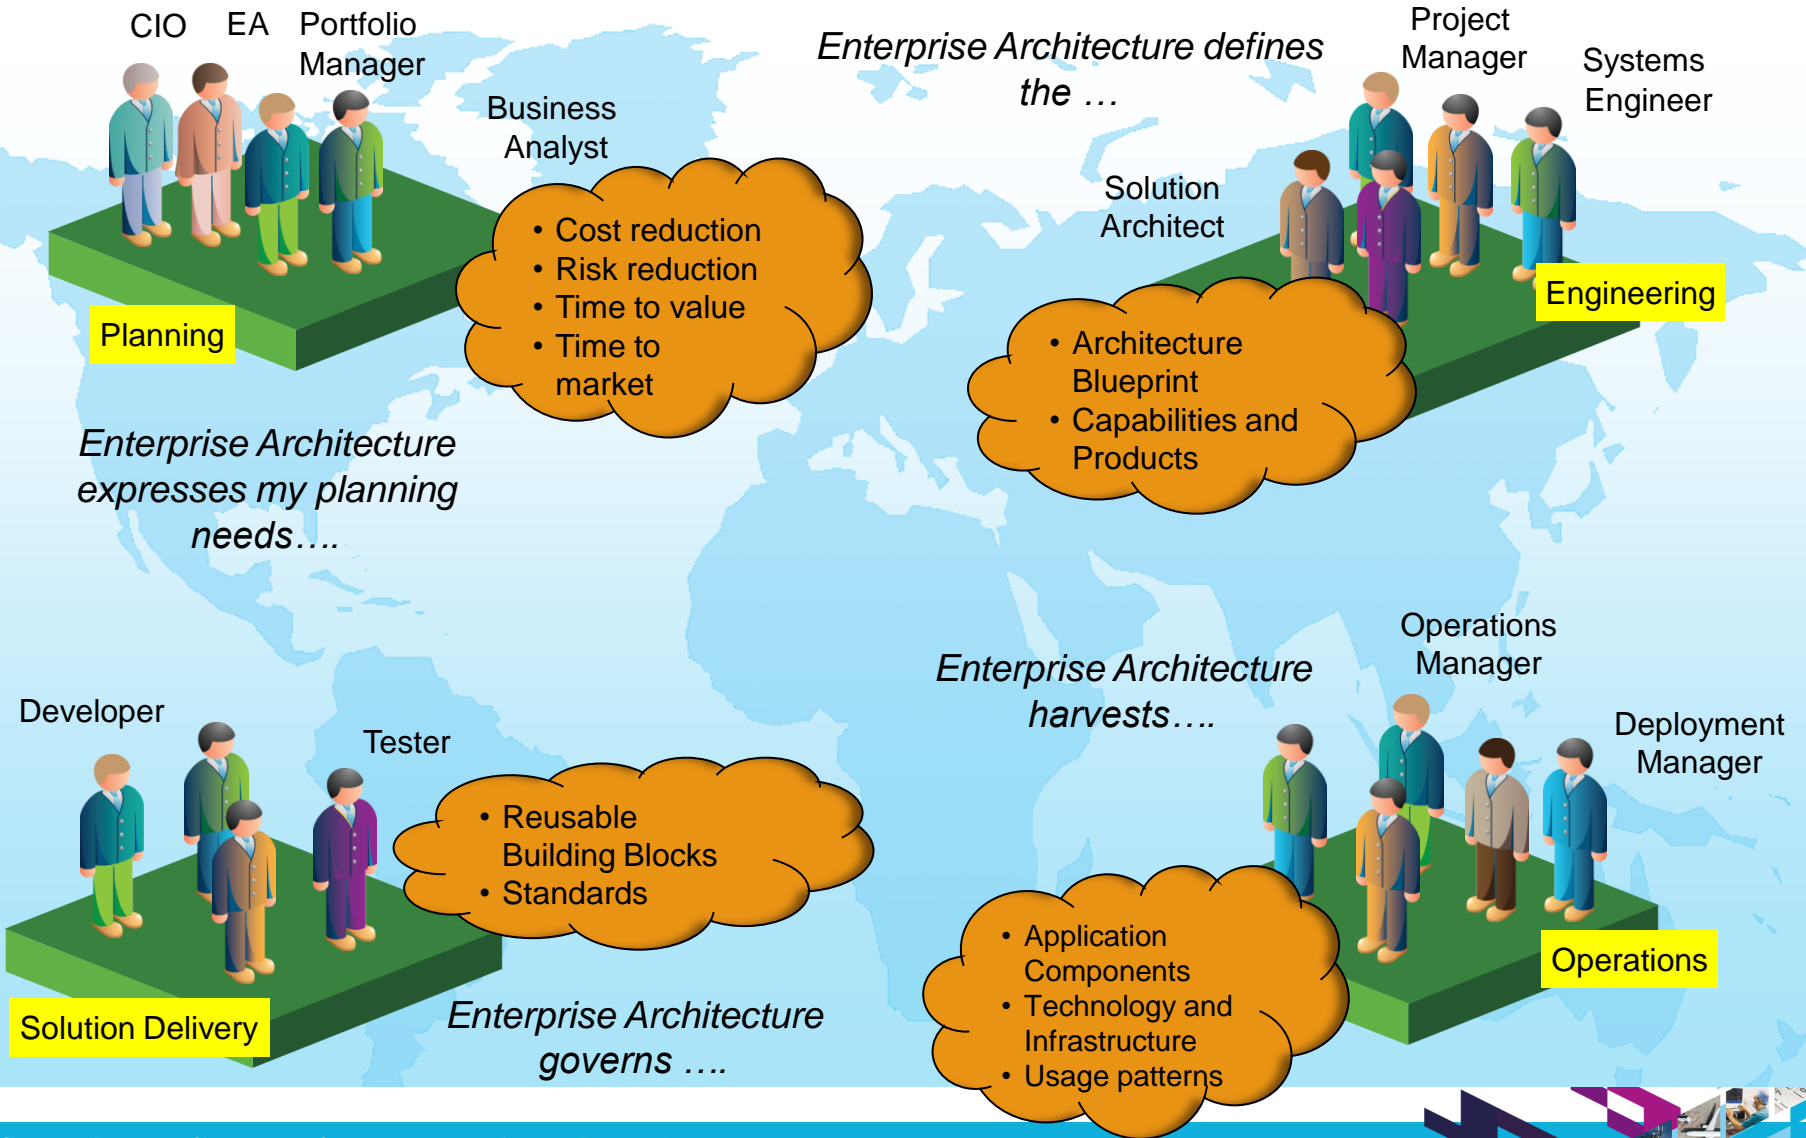 CIO
EA
Portfolio
Manager
Business
Analyst
• Cost reduction
• Risk reduction
• Time to value
• Time to
market
Planning
Enterprise Architecture
expresses my planning
needs….
Enterprise Architecture defines
the …
Project
Manager
Systems
Engineer
Solution
Architect
Engineering
• Architecture
Blueprint
• Capabilities and
Products
Developer
Tester
• Reusable
Building Blocks
• Standards
Solution Delivery
Enterprise Architecture
governs ….
Enterprise Architecture
harvests….
Operations
Manager
Deployment
Manager
• Application
Components
• Technology and
Infrastructure
• Usage patterns
Operations